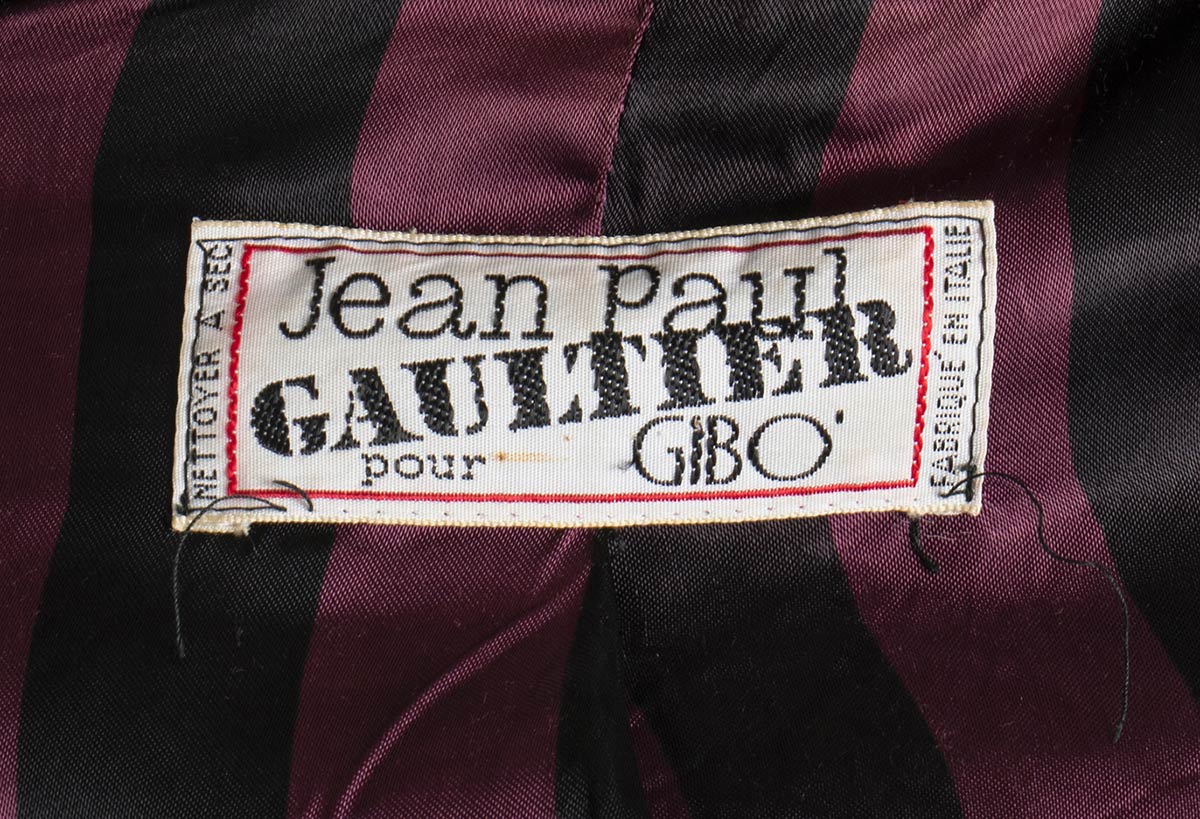 Jean Paul
GAULTIER
pour GIBO'
NETTOYER A SEC
FABRIQUÉ EN ITALIE